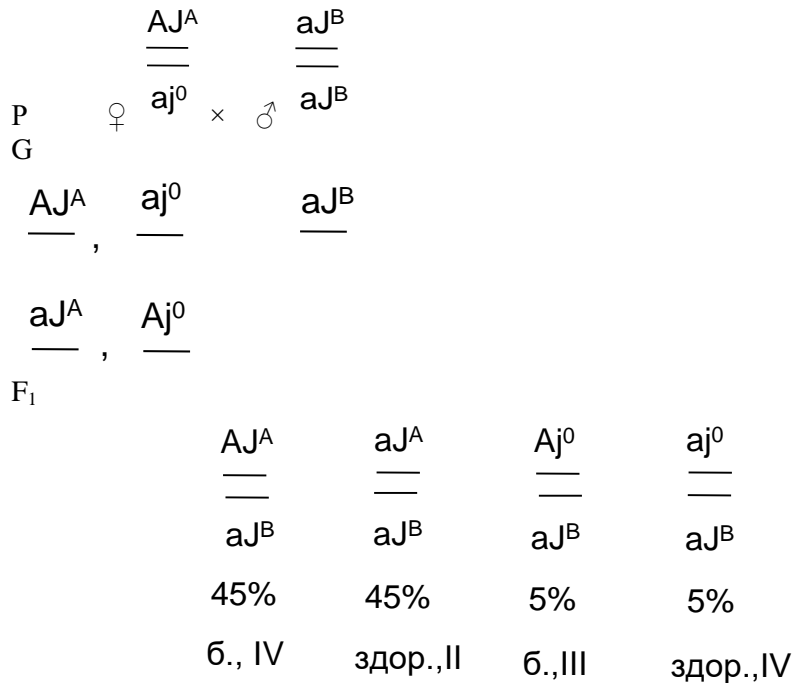 AJᴬ aJᴮ
P ♀ aj⁰ × ♂ aJᴮ
G
AJᴬ , aj⁰ aJᴮ
aJᴬ , Aj⁰
F₁
AJᴬ aJᴬ Aj⁰ aj⁰
aJᴮ aJᴮ aJᴮ aJᴮ
45% 45% 5% 5%
б., IV здор.,II б.,III здор.,IV